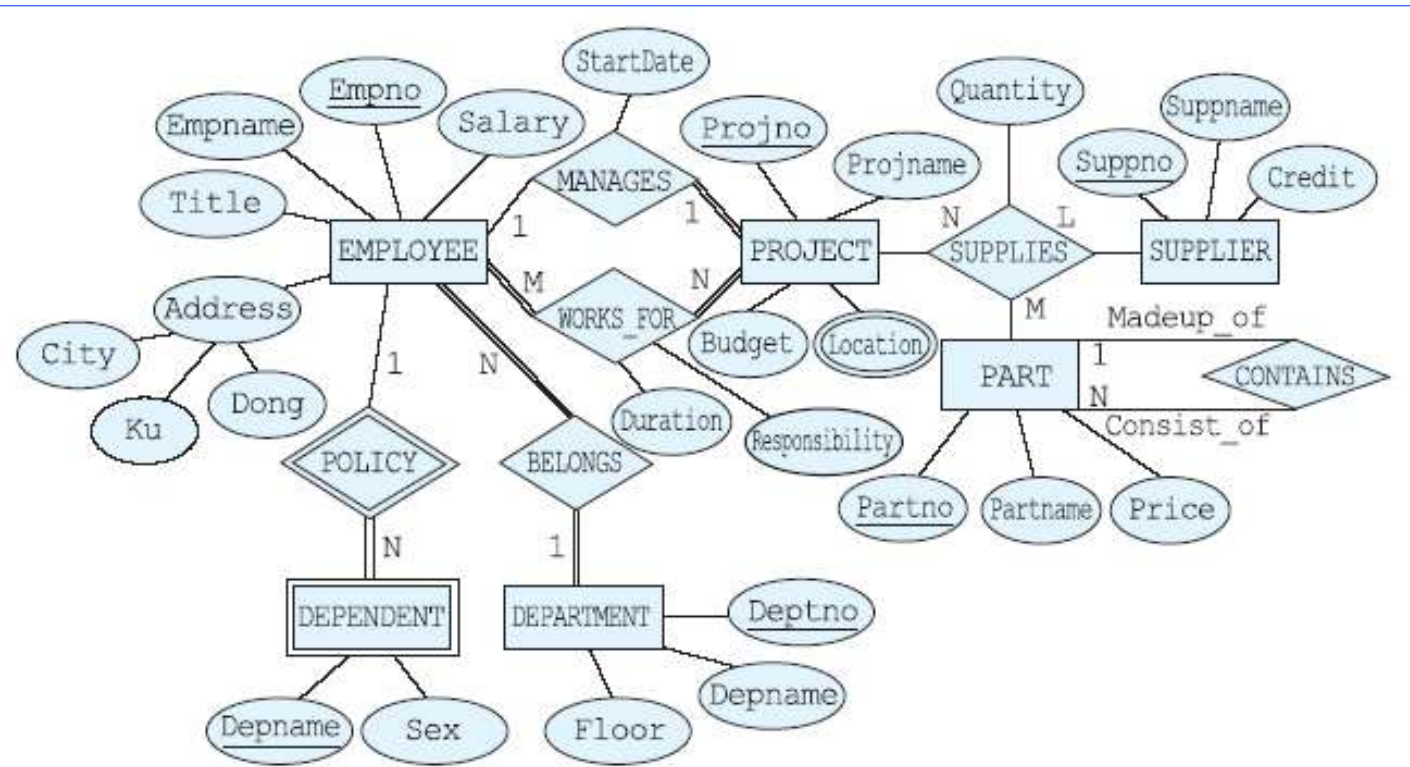 StartDate
Empno
Quantity
Suppname
Empname
Salary
Projno
Suppno
Projname
Credit
Title
MANAGES
1
1
N
L
EMPLOYEE
PROJECT
SUPPLIES
SUPPLIER
M
N
Address
WORKS_FOR
M
Madeup_of
City
Budget
Location
1
PART
1
CONTAINS
N
N
Dong
Duration
Consist_of
Ku
Responsibility
POLICY
BELONGS
Partno
Partname
Price
N
1
DEPENDENT
DEPARTMENT
Deptno
Depname
Depname
Sex
Floor